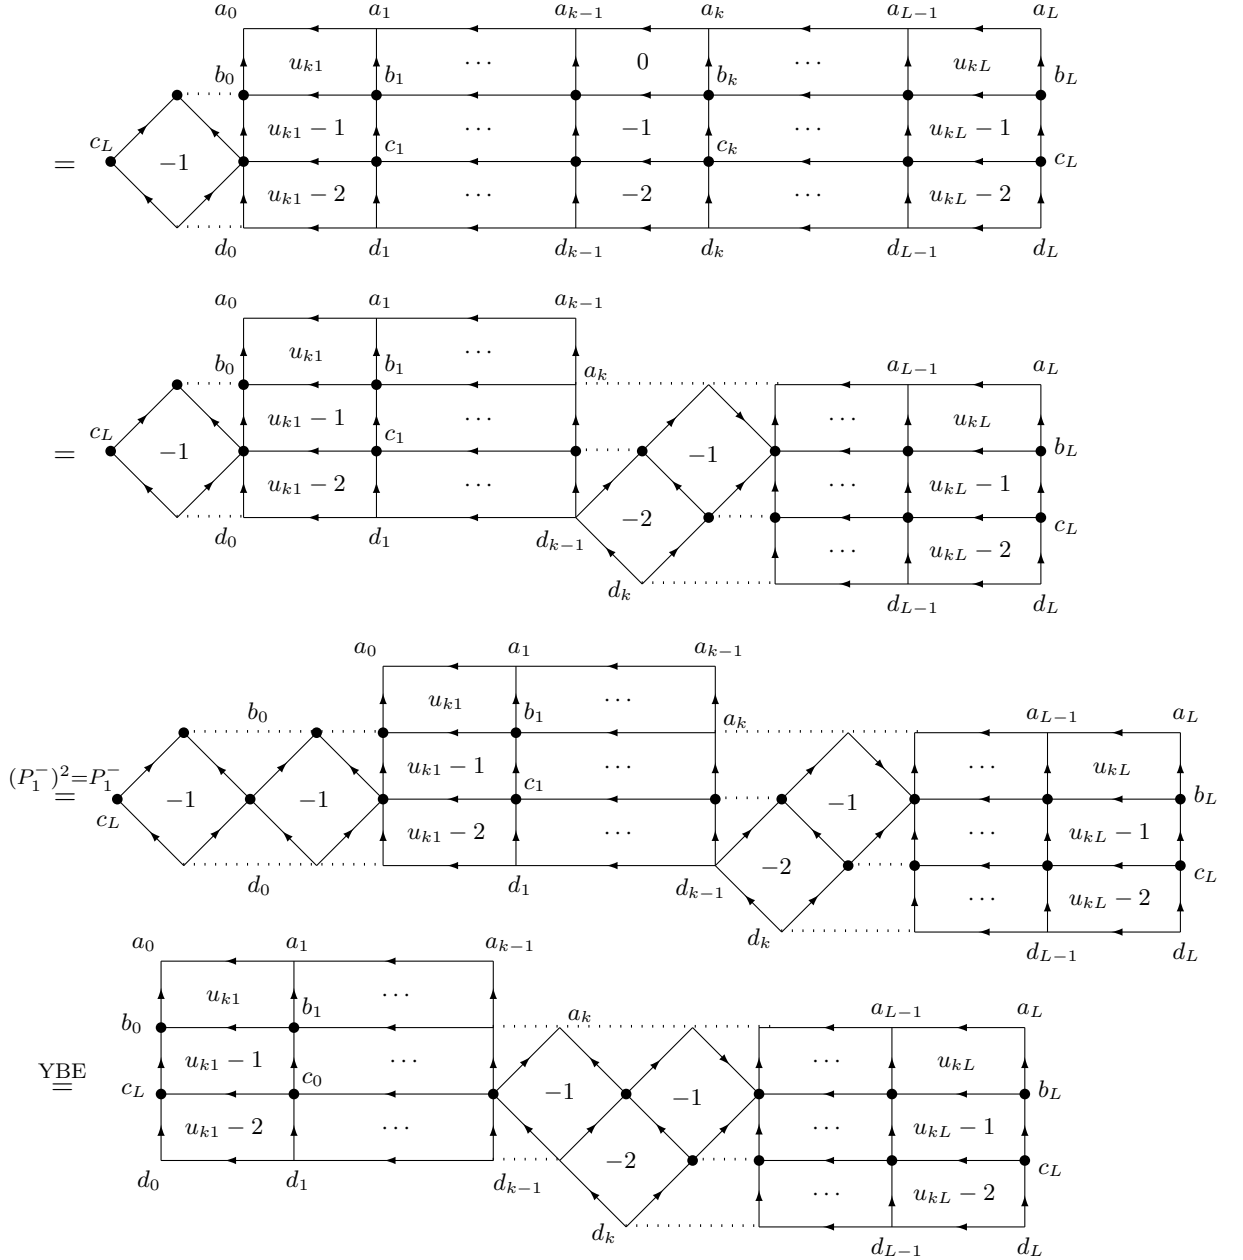 a_0 a_1 a_{k-1} a_k a_{L-1} a_L
u_{k1} ⋯ 0 ⋯ u_{kL}
b_0 b_1 b_k b_L
u_{k1} − 1 ⋯ −1 ⋯ u_{kL} − 1
= c_L −1 c_1 c_k c_L
u_{k1} − 2 ⋯ −2 ⋯ u_{kL} − 2
d_0 d_1 d_{k-1} d_k d_{L-1} d_L
a_0 a_1 a_{k-1}
u_{k1} ⋯
b_0 b_1 a_k a_{L-1} a_L
u_{k1} − 1 ⋯ ⋯ u_{kL}
= c_L −1 c_1 −1 b_L
u_{k1} − 2 ⋯ ⋯ u_{kL} − 1
d_0 d_1 d_{k-1} −2 c_L
⋯ u_{kL} − 2
d_k d_{L-1} d_L
a_0 a_1 a_{k-1}
u_{k1} ⋯
b_0 b_1 a_k a_{L-1} a_L
u_{k1} − 1 ⋯ ⋯ u_{kL}
(P_1^-)^2=P_1^-
= c_L −1 −1 c_1 −1 b_L
u_{k1} − 2 ⋯ ⋯ u_{kL} − 1
d_0 d_1 d_{k-1} −2 c_L
⋯ u_{kL} − 2
d_k d_{L-1} d_L
a_0 a_1 a_{k-1}
u_{k1} ⋯
b_0 b_1 a_k a_{L-1} a_L
u_{k1} − 1 ⋯ ⋯ u_{kL}
YBE
= c_L c_0 −1 −1 b_L
u_{k1} − 2 ⋯ ⋯ u_{kL} − 1
d_0 d_1 d_{k-1} −2 c_L
⋯ u_{kL} − 2
d_k d_{L-1} d_L